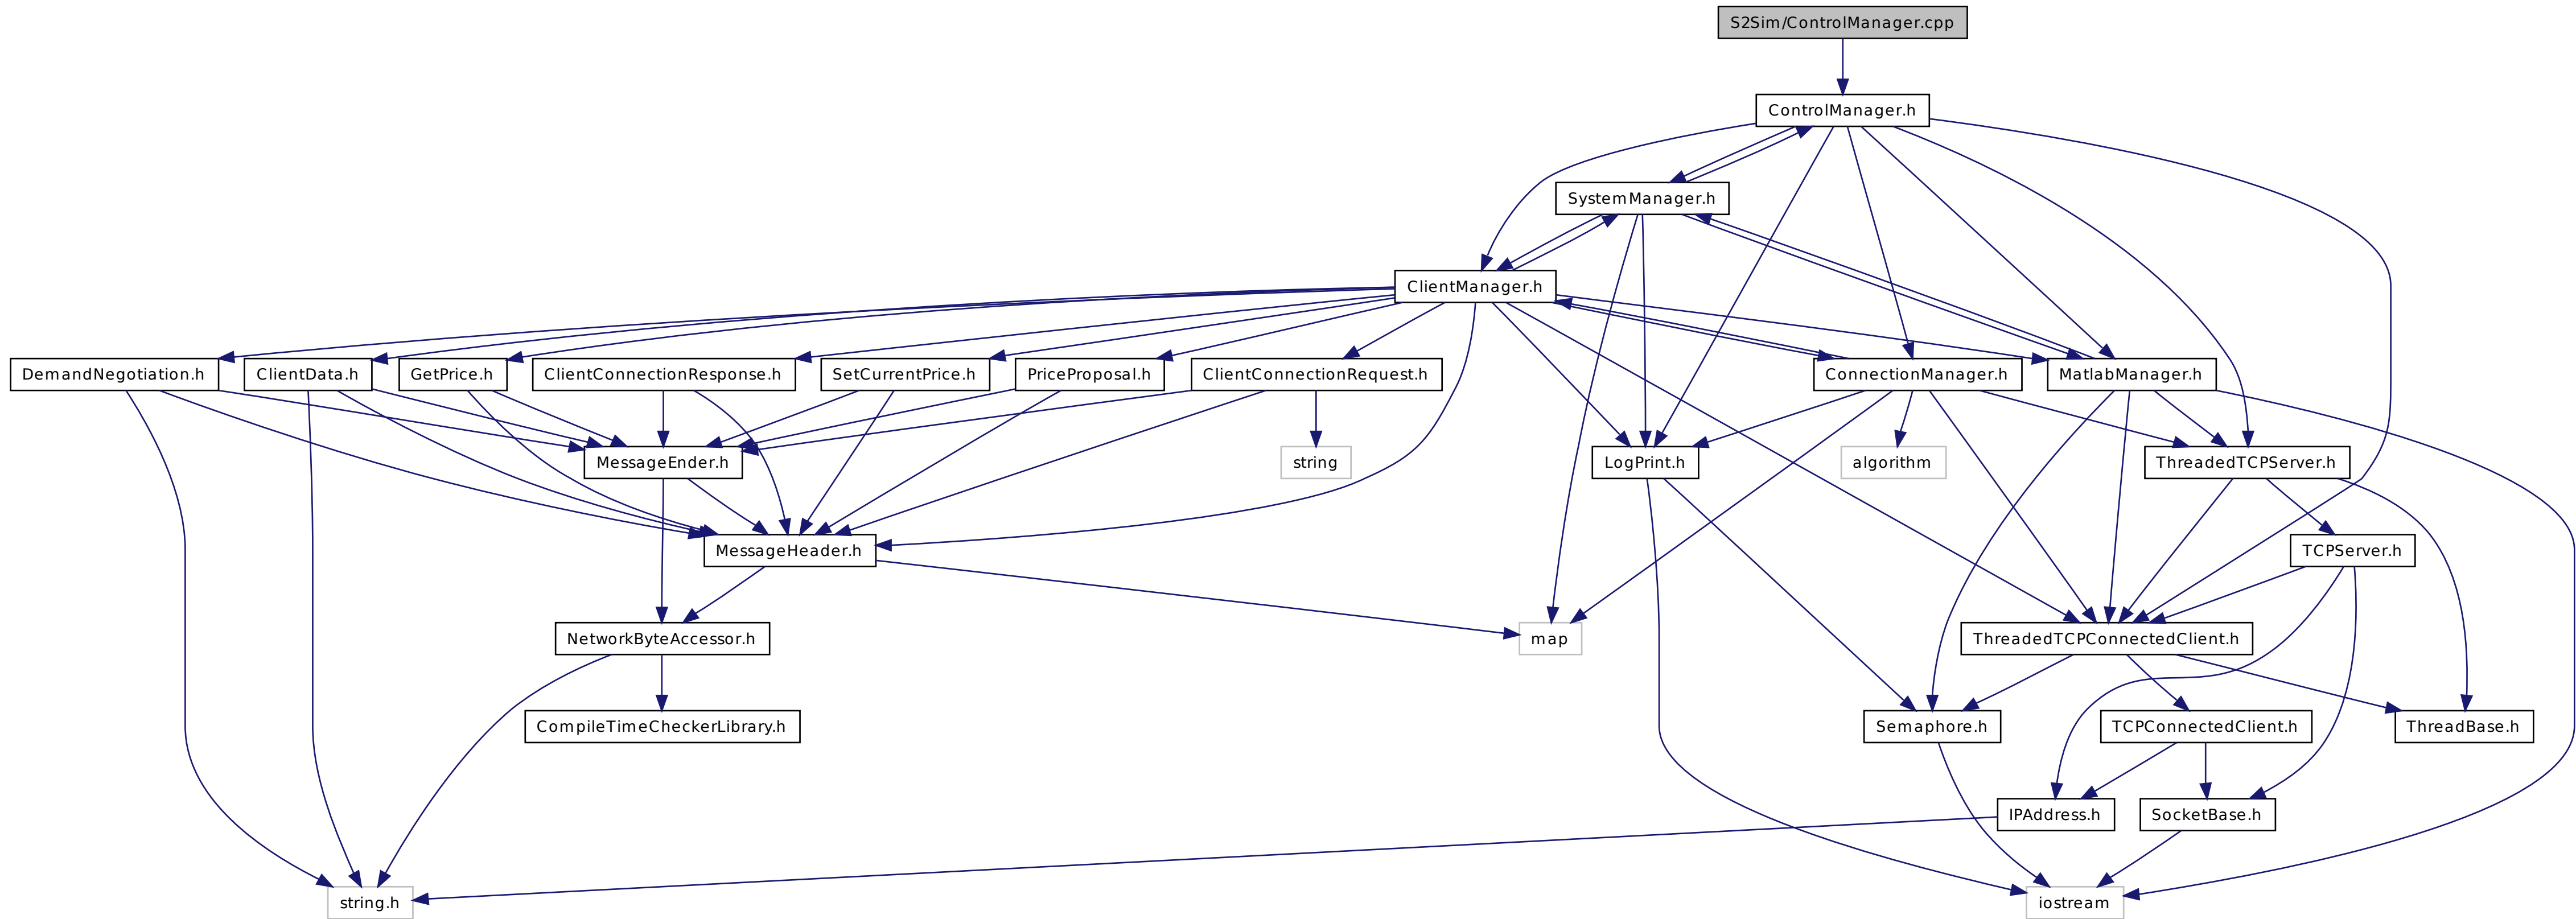 S2Sim/ControlManager.cpp
ControlManager.h
SystemManager.h
ClientManager.h
DemandNegotiation.h
ClientData.h
GetPrice.h
ClientConnectionResponse.h
SetCurrentPrice.h
PriceProposal.h
ClientConnectionRequest.h
ConnectionManager.h
MatlabManager.h
MessageEnder.h
string
LogPrint.h
algorithm
ThreadedTCPServer.h
MessageHeader.h
TCPServer.h
NetworkByteAccessor.h
map
ThreadedTCPConnectedClient.h
CompileTimeCheckerLibrary.h
Semaphore.h
TCPConnectedClient.h
ThreadBase.h
IPAddress.h
SocketBase.h
string.h
iostream